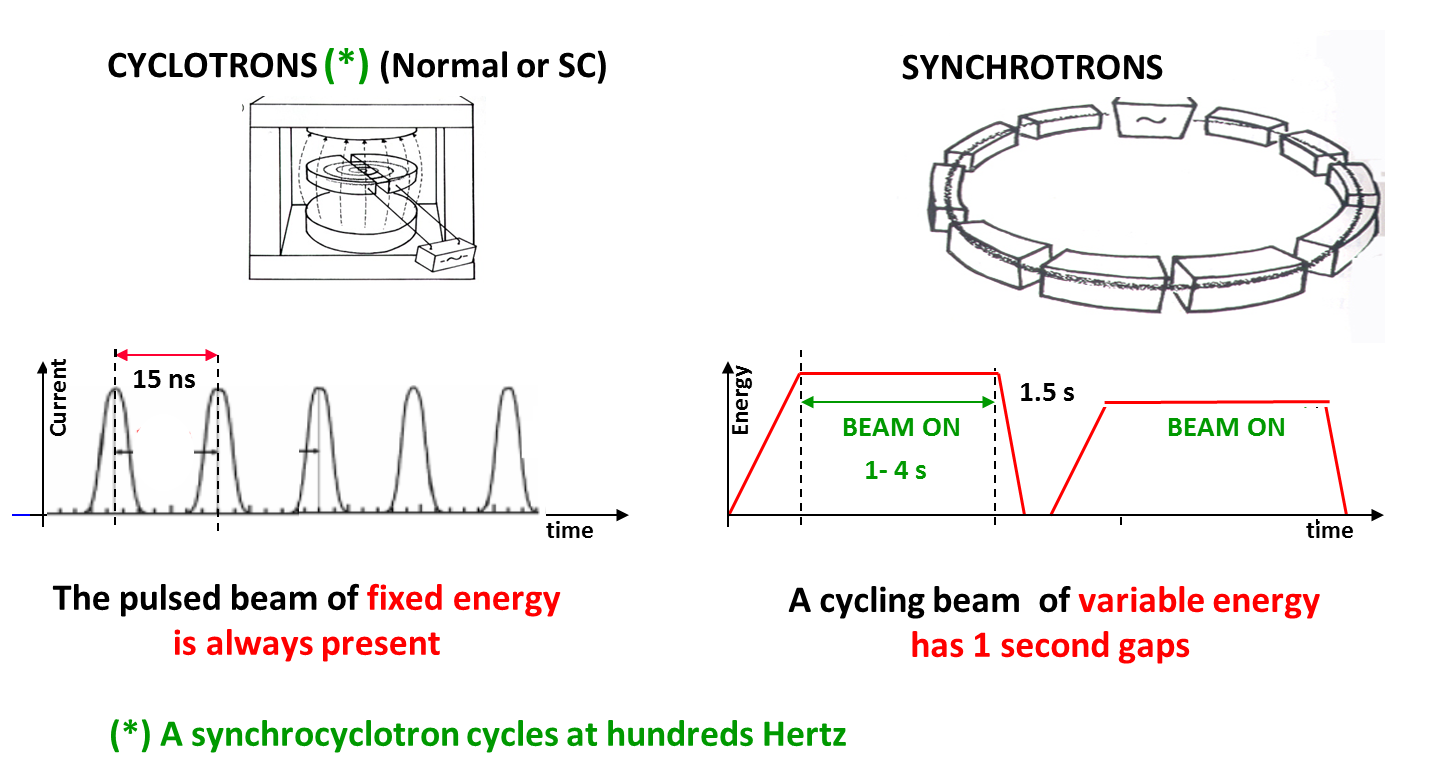 CYCLOTRONS (*) (Normal or SC)
SYNCHROTRONS
~
~
Current
15 ns
time
Energy
1.5 s
BEAM ON
1- 4 s
BEAM ON
time
The pulsed beam of fixed energy
is always present
A cycling beam of variable energy
has 1 second gaps
(*) A synchrocyclotron cycles at hundreds Hertz